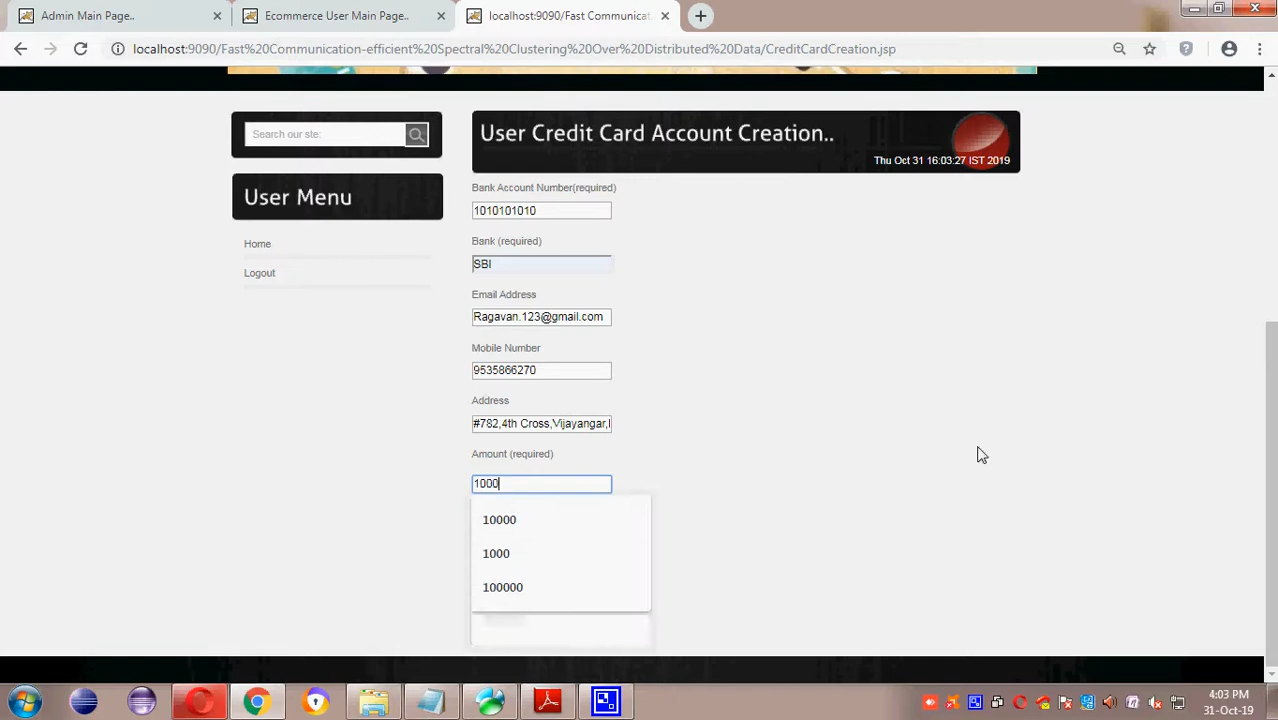 Admin Main Page..
Ecommerce User Main Page..
localhost:9090/Fast Communicat
localhost:9090/Fast%20Communication-efficient%20Spectral%20Clustering%20Over%20Distributed%20Data/CreditCardCreation.jsp
Search our ste:
User Credit Card Account Creation..
Thu Oct 31 16:03:27 IST 2019
User Menu
Home
Logout
Bank Account Number(required)
1010101010
Bank (required)
SBI
Email Address
Ragavan.123@gmail.com
Mobile Number
9535866270
Address
#782,4th Cross,Vijayangar,
Amount (required)
1000
10000
1000
100000
4:03 PM
31-Oct-19